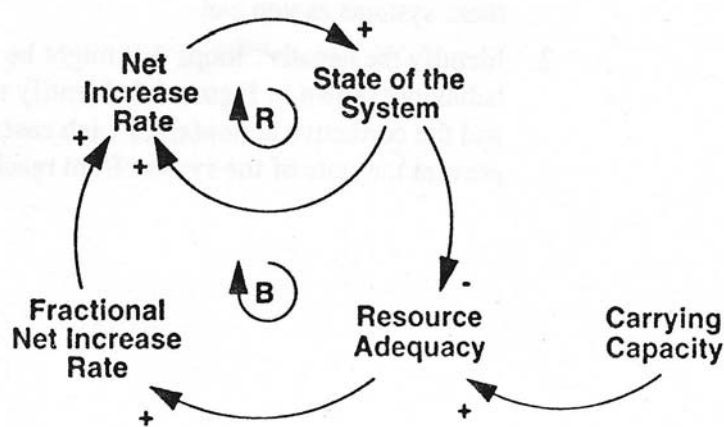 +
Net
Increase
Rate
State of the
System
R
+
+
B
-
Fractional
Net Increase
Rate
Resource
Adequacy
Carrying
Capacity
+
+